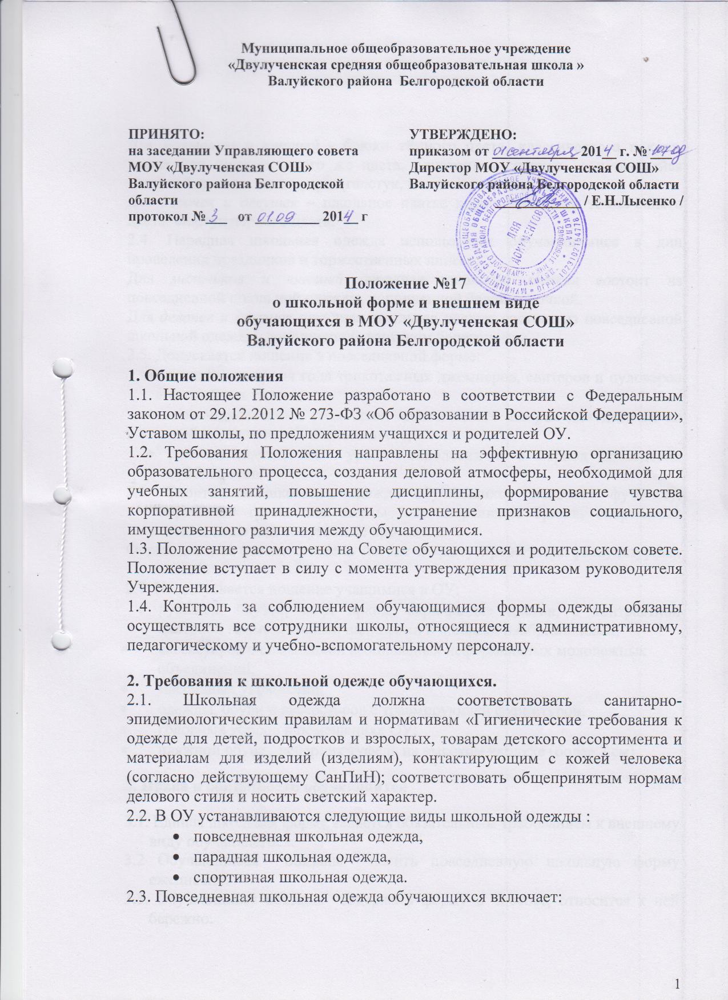 Муниципальное общеобразовательное учреждение
«Двулученская средняя общеобразовательная школа »
Валуйского района Белгородской области
ПРИНЯТО:
на заседании Управляющего совета
МОУ «Двулученская СОШ»
Валуйского района Белгородской
области
протокол № 3 от 01.09 2014 г
УТВЕРЖДЕНО:
приказом от 01 сентября 2014 г. № 107 од
Директор МОУ «Двулученская СОШ»
Валуйского района Белгородской области
/ Е.Н.Лысенко /
ДЛЯ
ДОКУМЕНТОВ
Положение №17
о школьной форме и внешнем виде
обучающихся в МОУ «Двулученская СОШ»
Валуйского района Белгородской области
1. Общие положения
1.1. Настоящее Положение разработано в соответствии с Федеральным
законом от 29.12.2012 № 273-ФЗ «Об образовании в Российской Федерации»,
Уставом школы, по предложениям учащихся и родителей ОУ.
1.2. Требования Положения направлены на эффективную организацию
образовательного процесса, создания деловой атмосферы, необходимой для
учебных занятий, повышение дисциплины, формирование чувства
корпоративной принадлежности, устранение признаков социального,
имущественного различия между обучающимися.
1.3. Положение рассмотрено на Совете обучающихся и родительском совете.
Положение вступает в силу с момента утверждения приказом руководителя
Учреждения.
1.4. Контроль за соблюдением обучающимися формы одежды обязаны
осуществлять все сотрудники школы, относящиеся к административному,
педагогическому и учебно-вспомогательному персоналу.
2. Требования к школьной одежде обучающихся.
2.1. Школьная одежда должна соответствовать санитарно-
эпидемиологическим правилам и нормативам «Гигиенические требования к
одежде для детей, подростков и взрослых, товарам детского ассортимента и
материалам для изделий (изделиям), контактирующим с кожей человека
(согласно действующему СанПиН); соответствовать общепринятым нормам
делового стиля и носить светский характер.
2.2. В ОУ устанавливаются следующие виды школьной одежды :
• повседневная школьная одежда,
• парадная школьная одежда,
• спортивная школьная одежда.
2.3. Повседневная школьная одежда обучающихся включает:
1